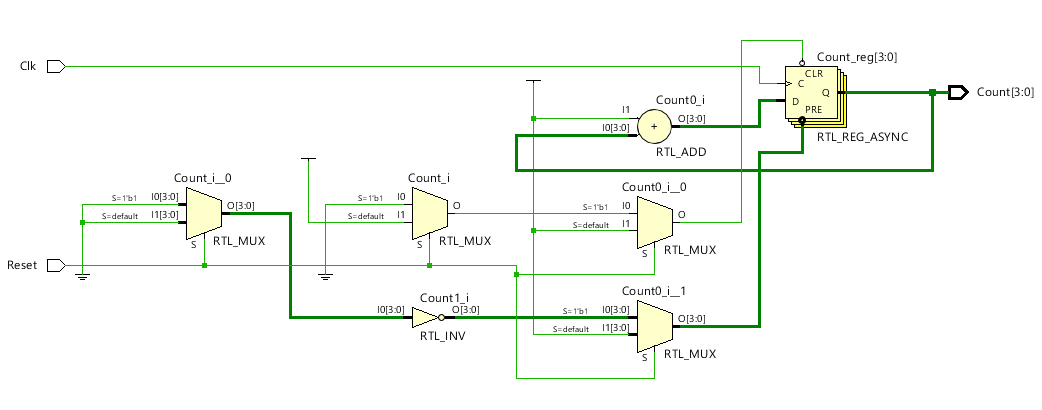 Clk
Count_reg[3:0]
CLR
C
Q
D
PRE
RTL_REG_ASYNC
Count[3:0]
Count0_i
I1
I0[3:0]
+
O[3:0]
RTL_ADD
Count_i__0
S=1'b1 I0[3:0]
S=default I1[3:0]
O[3:0]
S
RTL_MUX
Count_i
S=1'b1 I0
S=default I1
O
S
RTL_MUX
Count0_i__0
S=1'b1 I0
S=default I1
O
S
RTL_MUX
Reset
Count1_i
I0[3:0]
O[3:0]
RTL_INV
Count0_i__1
S=1'b1 I0[3:0]
S=default I1[3:0]
O[3:0]
S
RTL_MUX